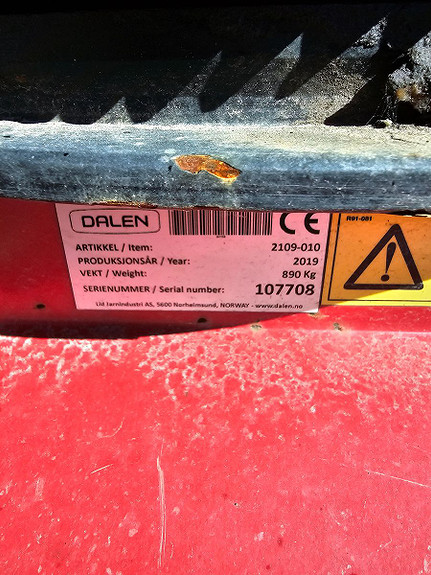 DALEN
CE
R91-081
ARTIKKEL / Item: 2109-010
PRODUKSJONSÅR / Year: 2019
VEKT / Weight: 890 Kg
SERIENUMMER / Serial number: 107708
Lid Jarnindustri AS, 5600 Norheimsund, NORWAY - www.dalen.no